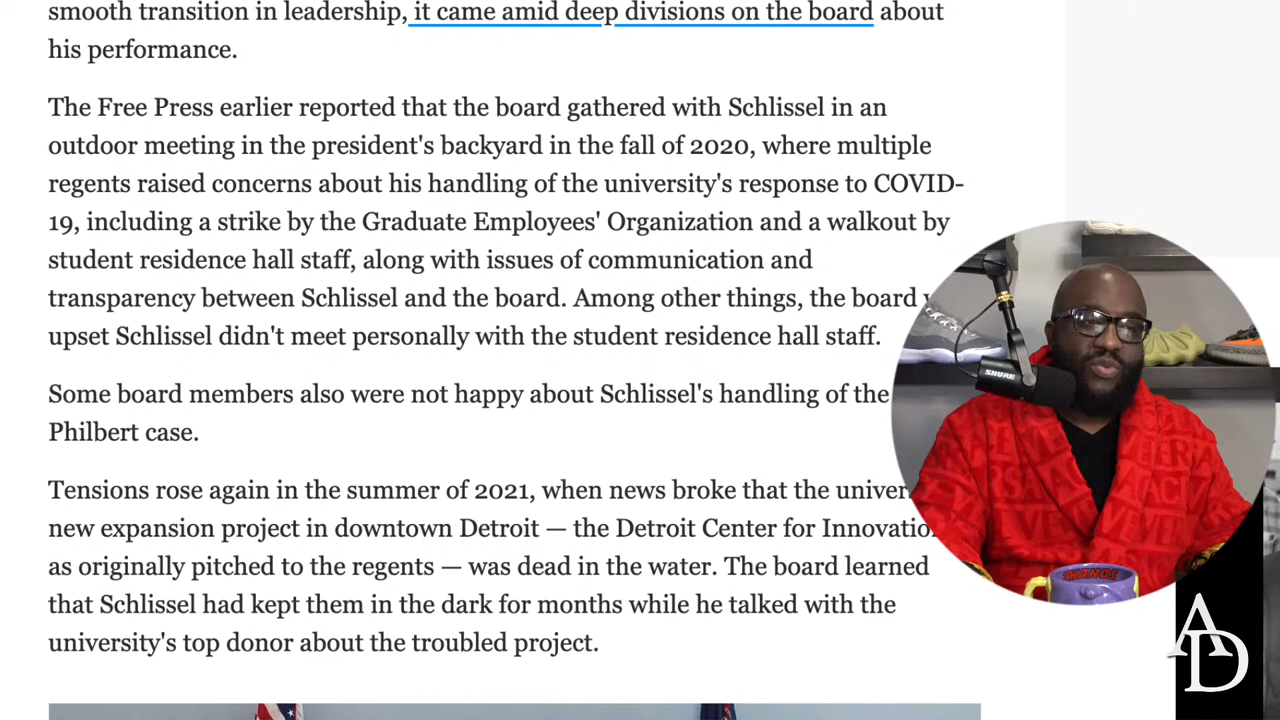 smooth transition in leadership, it came amid deep divisions on the board about
his performance.
The Free Press earlier reported that the board gathered with Schlissel in an
outdoor meeting in the president's backyard in the fall of 2020, where multiple
regents raised concerns about his handling of the university's response to COVID-
19, including a strike by the Graduate Employees' Organization and a walkout by
student residence hall staff, along with issues of communication and
transparency between Schlissel and the board. Among other things, the board
upset Schlissel didn't meet personally with the student residence hall staff.
Some board members also were not happy about Schlissel's handling of the
Philbert case.
Tensions rose again in the summer of 2021, when news broke that the
new expansion project in downtown Detroit — the Detroit Center for
as originally pitched to the regents — was dead in the water. The board learned
that Schlissel had kept them in the dark for months while he talked with the
university's top donor about the troubled project.
SHURE
THANOS
AD